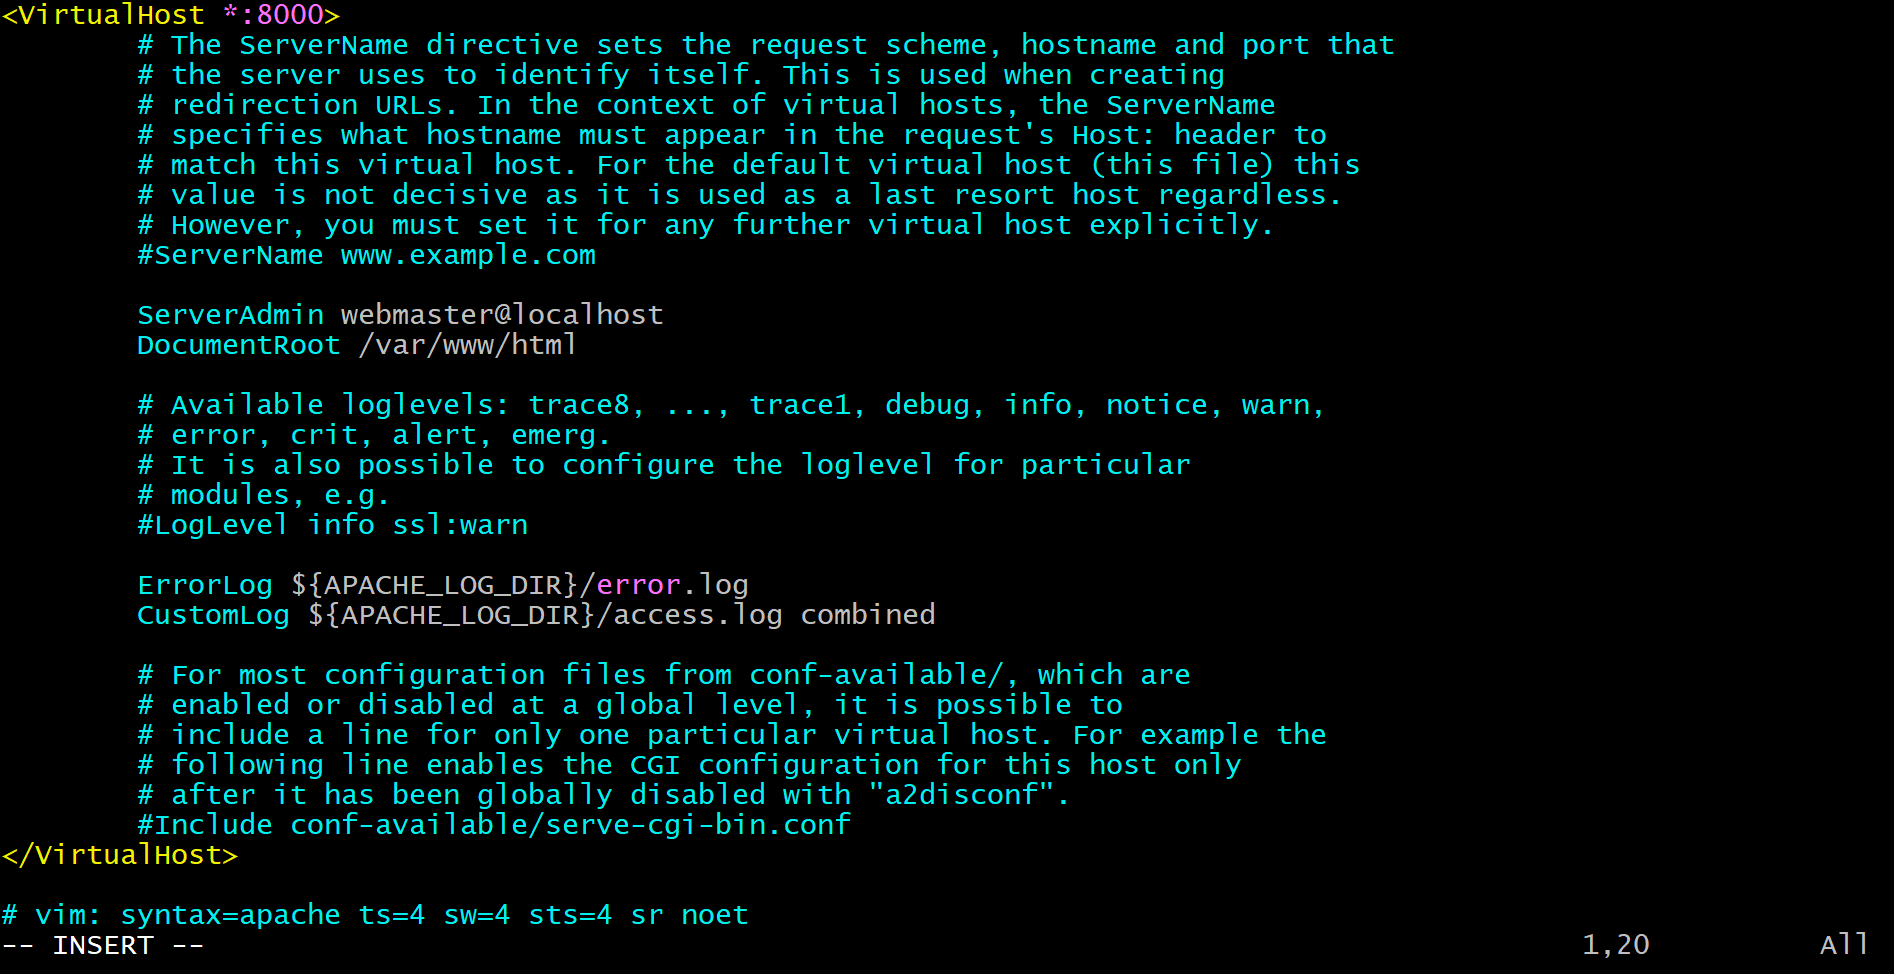 <VirtualHost *:8000>
# The ServerName directive sets the request scheme, hostname and port that
# the server uses to identify itself. This is used when creating
# redirection URLs. In the context of virtual hosts, the ServerName
# specifies what hostname must appear in the request's Host: header to
# match this virtual host. For the default virtual host (this file) this
# value is not decisive as it is used as a last resort host regardless.
# However, you must set it for any further virtual host explicitly.
#ServerName www.example.com

ServerAdmin webmaster@localhost
DocumentRoot /var/www/html

# Available loglevels: trace8, ..., trace1, debug, info, notice, warn,
# error, crit, alert, emerg.
# It is also possible to configure the loglevel for particular
# modules, e.g.
#LogLevel info ssl:warn

ErrorLog ${APACHE_LOG_DIR}/error.log
CustomLog ${APACHE_LOG_DIR}/access.log combined

# For most configuration files from conf-available/, which are
# enabled or disabled at a global level, it is possible to
# include a line for only one particular virtual host. For example the
# following line enables the CGI configuration for this host only
# after it has been globally disabled with "a2disconf".
#Include conf-available/serve-cgi-bin.conf
</VirtualHost>

# vim: syntax=apache ts=4 sw=4 sts=4 sr noet
-- INSERT -- 1,20 All